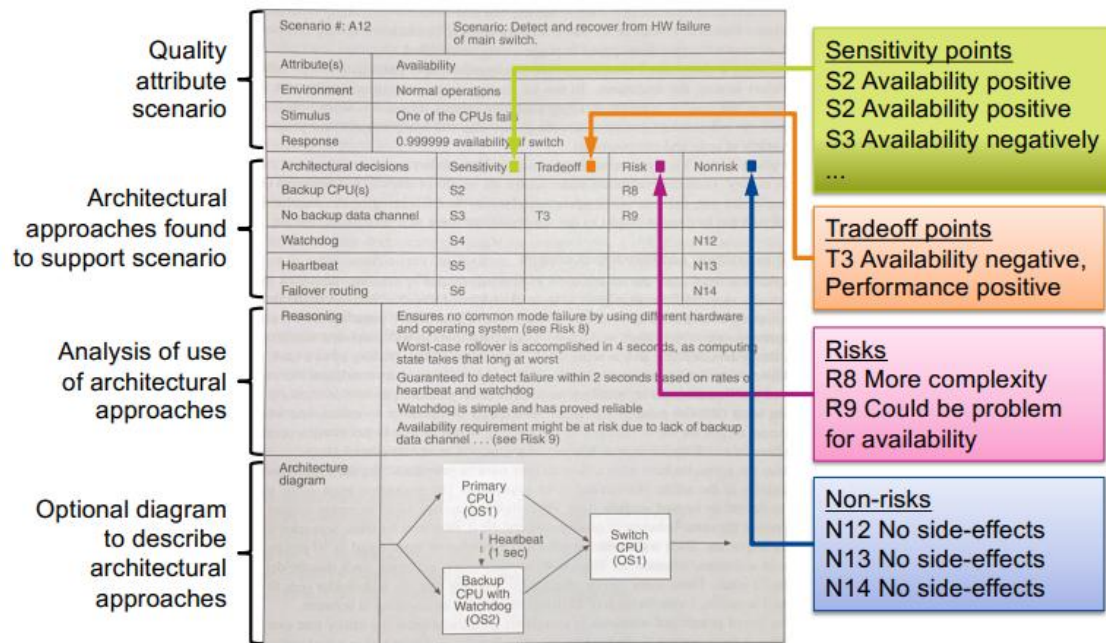 Quality
attribute
scenario
Architectural
approaches found
to support scenario
Analysis of use
of architectural
approaches
Optional diagram
to describe
architectural
approaches
Scenario #: A12
Scenario: Detect and recover from HW failure
of main switch.
Attribute(s) Availability
Environment Normal operations
Stimulus One of the CPUs fails
Response 0.999999 availability of switch
Architectural decisions Sensitivity Tradeoff Risk Nonrisk
Backup CPU(s) S2 R8
No backup data channel S3 T3 R9
Watchdog S4 N12
Heartbeat S5 N13
Failover routing S6 N14
Reasoning
Ensures no common mode failure by using different hardware
and operating system (see Risk 8)
Worst-case rollover is accomplished in 4 seconds, as computing
state takes that long at worst
Guaranteed to detect failure within 2 seconds based on rates of
heartbeat and watchdog
Watchdog is simple and has proved reliable
Availability requirement might be at risk due to lack of backup
data channel . . . (see Risk 9)
Architecture
diagram
Primary
CPU
(OS1)
Heartbeat
(1 sec)
Backup
CPU with
Watchdog
(OS2)
Switch
CPU
(OS1)
Sensitivity points
S2 Availability positive
S2 Availability positive
S3 Availability negatively
...
Tradeoff points
T3 Availability negative,
Performance positive
Risks
R8 More complexity
R9 Could be problem
for availability
Non-risks
N12 No side-effects
N13 No side-effects
N14 No side-effects